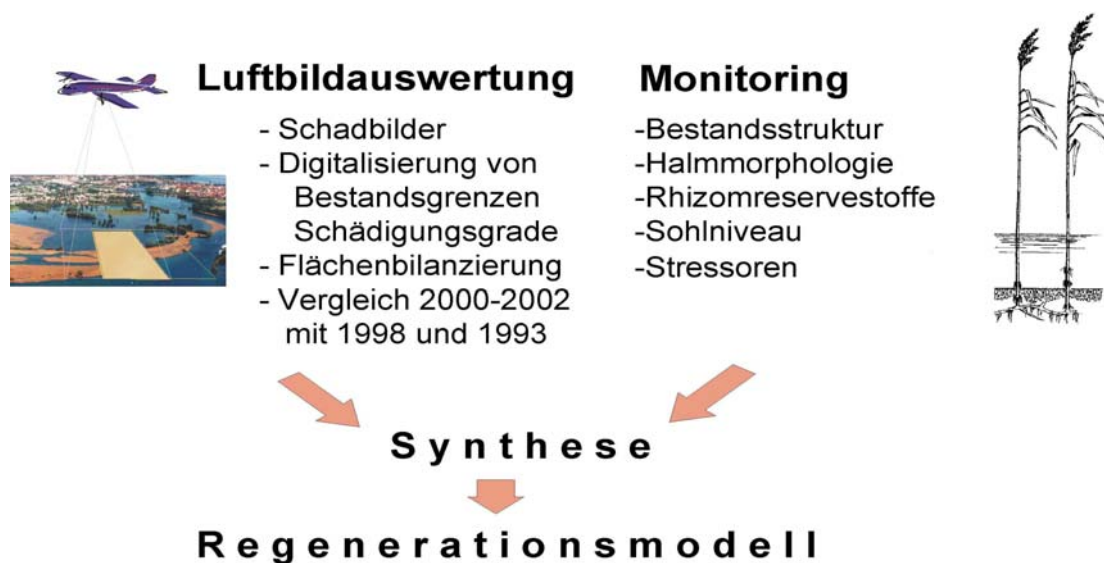 Luftbildauswertung
- Schadbilder
- Digitalisierung von
Bestandsgrenzen
Schädigungsgrade
- Flächenbilanzierung
- Vergleich 2000-2002
mit 1998 und 1993
Monitoring
-Bestandsstruktur
-Halmmorphologie
-Rhizomreservestoffe
-Sohlniveau
-Stressoren
Synthese
Regenerationsmodell